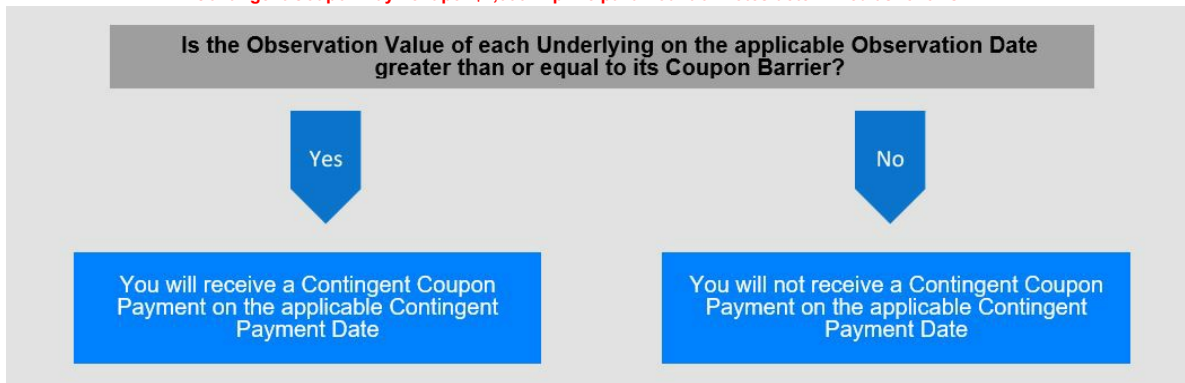 Is the Observation Value of each Underlying on the applicable Observation Date
greater than or equal to its Coupon Barrier?
Yes
No
You will receive a Contingent Coupon
Payment on the applicable Contingent
Payment Date
You will not receive a Contingent Coupon
Payment on the applicable Contingent
Payment Date